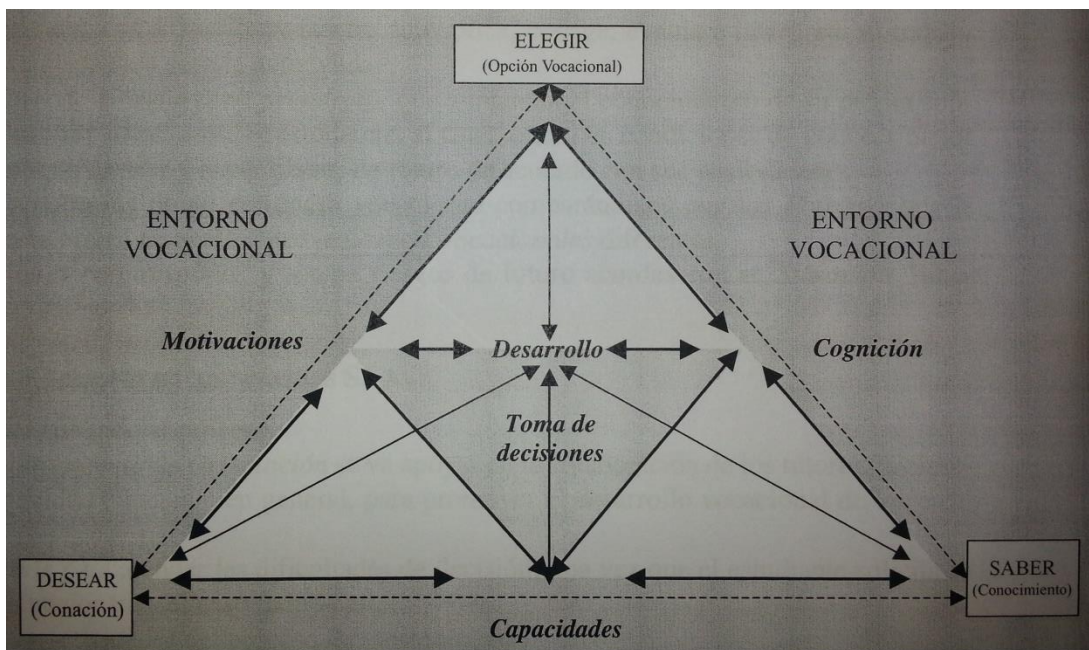 ELEGIR
(Opción Vocacional)
ENTORNO
VOCACIONAL
ENTORNO
VOCACIONAL
Motivaciones
Desarrollo
Cognición
Toma de
decisiones
DESEAR
(Conación)
SABER
(Conocimiento)
Capacidades